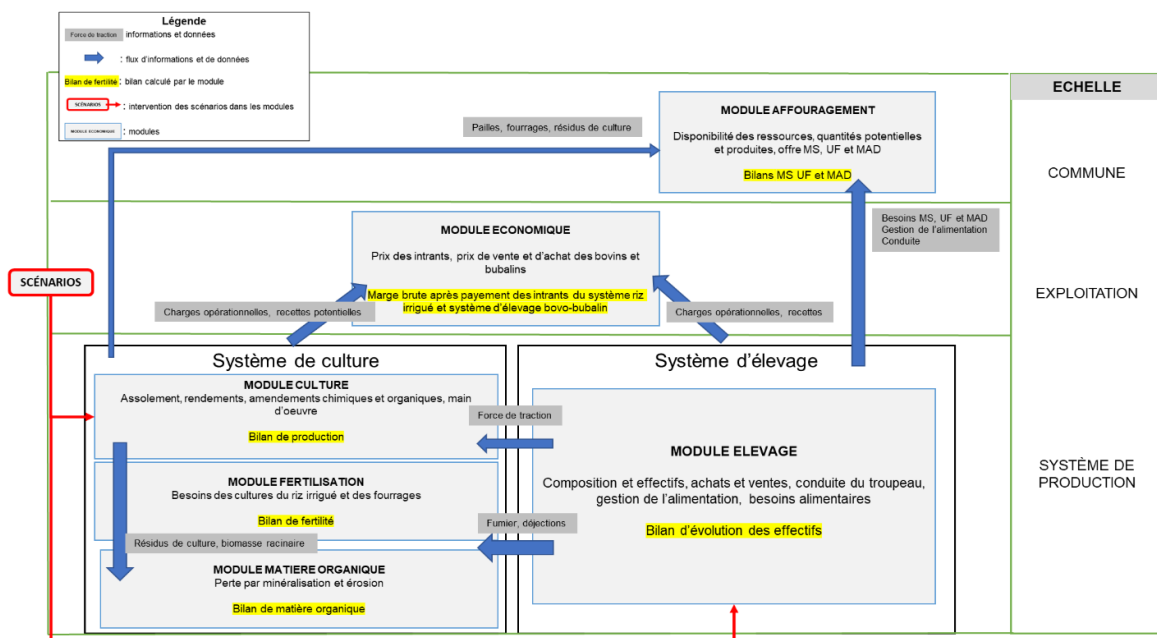 Légende
Force de traction informations et données
: flux d'informations et de données
Bilan de fertilité : bilan calculé par le module
SCÉNARIOS : intervention des scénarios dans les modules
MODULE ECONOMIQUE : modules
ECHELLE
COMMUNE
EXPLOITATION
SYSTÈME DE
PRODUCTION
MODULE AFFOURAGEMENT
Disponibilité des ressources, quantités potentielles
et produites, offre MS, UF et MAD
Bilans MS UF et MAD
Pailles, fourrages, résidus de culture
Besoins MS, UF et MAD
Gestion de l'alimentation
Conduite
MODULE ECONOMIQUE
Prix des intrants, prix de vente et d'achat des bovins et
bubalins
Marge brute après payement des intrants du système riz
irrigué et système d'élevage bovo-bubalin
SCÉNARIOS
Charges opérationnelles, recettes potentielles
Charges opérationnelles, recettes
Système de culture
MODULE CULTURE
Assolement, rendements, amendements chimiques et organiques, main
d'oeuvre
Bilan de production
MODULE FERTILISATION
Besoins des cultures du riz irrigué et des fourrages
Bilan de fertilité
Résidus de culture, biomasse racinaire
MODULE MATIERE ORGANIQUE
Perte par minéralisation et érosion
Bilan de matière organique
Système d'élevage
Force de traction
Fumier, déjections
MODULE ELEVAGE
Composition et effectifs, achats et ventes, conduite du troupeau,
gestion de l'alimentation, besoins alimentaires
Bilan d'évolution des effectifs